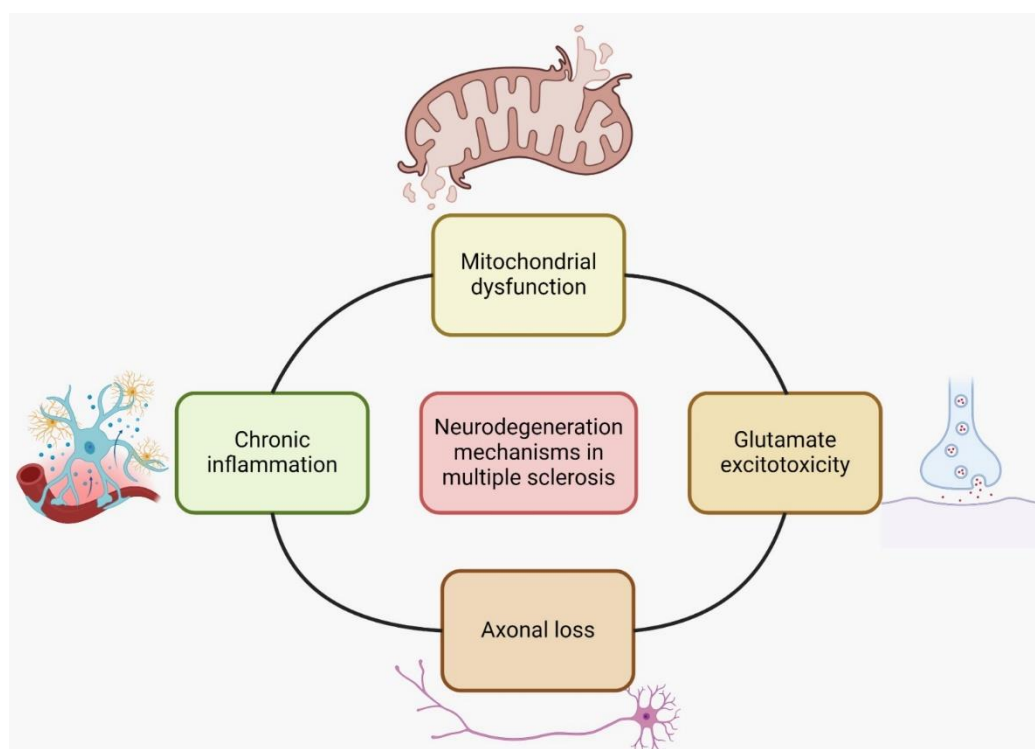 Mitochondrial
dysfunction
Chronic
inflammation
Neurodegeneration
mechanisms in
multiple sclerosis
Glutamate
excitotoxicity
Axonal loss